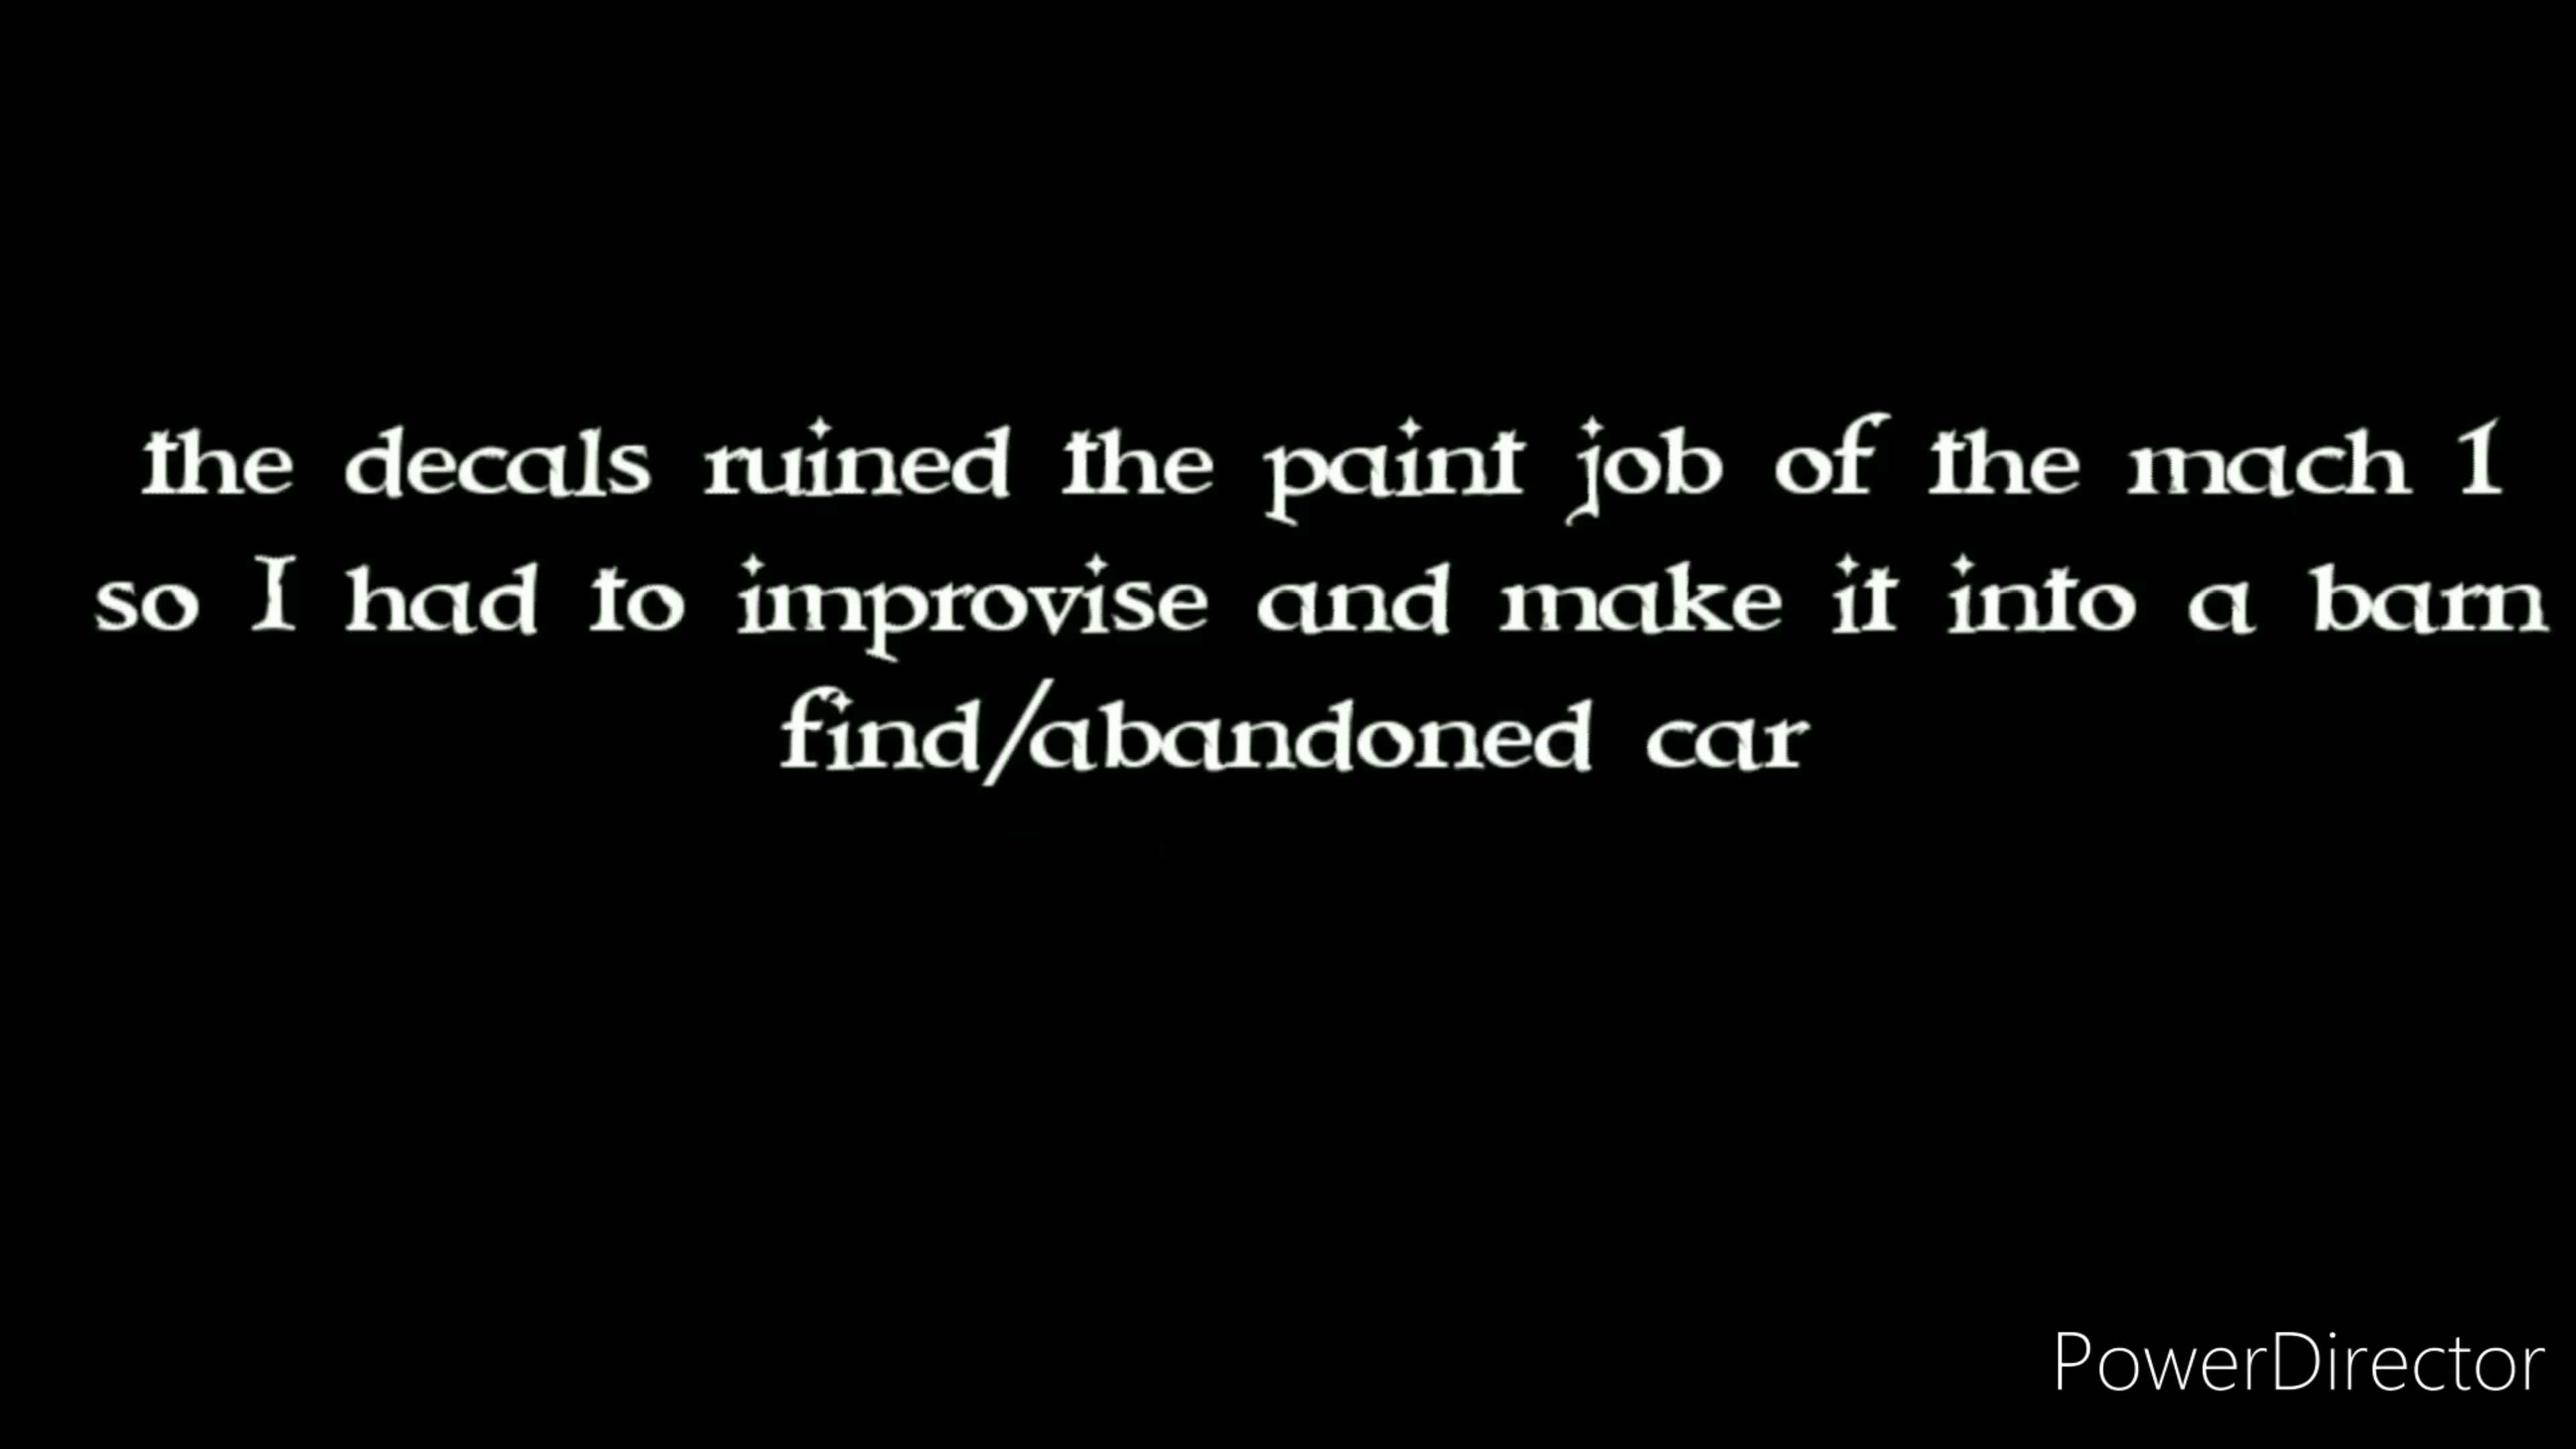 the decals ruined the paint job of the mach 1
so I had to improvise and make it into a barn
find/abandoned car
PowerDirector